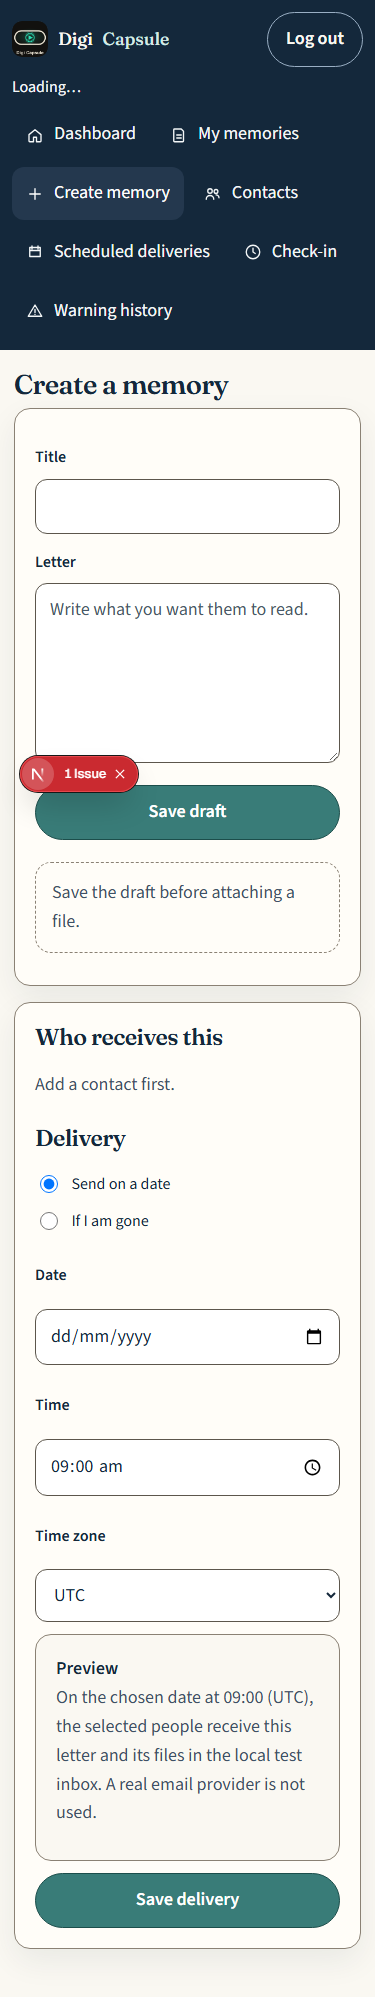 Digi Capsule
Digi Capsule
Log out
Loading...
Dashboard
My memories
Create memory
Contacts
Scheduled deliveries
Check-in
Warning history
Create a memory
Title
Letter
Write what you want them to read.
N
1 Issue
Save draft
Save the draft before attaching a
file.
Who receives this
Add a contact first.
Delivery
Send on a date
If I am gone
Date
dd/mm/yyyy
Time
09:00 am
Time zone
UTC
Preview
On the chosen date at 09:00 (UTC),
the selected people receive this
letter and its files in the local test
inbox. A real email provider is not
used.
Save delivery